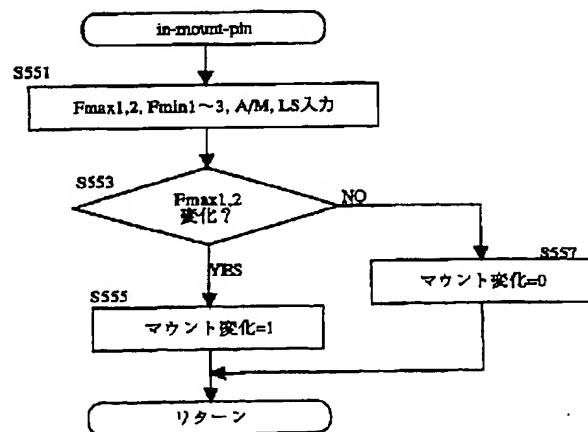 in-mount-pin
S551
Fmax1,2, Fmin1～3, A/M, LS入力
S553
Fmax1,2
変化？
NO
YES
S557
マウント変化=0
S555
マウント変化=1
リターン